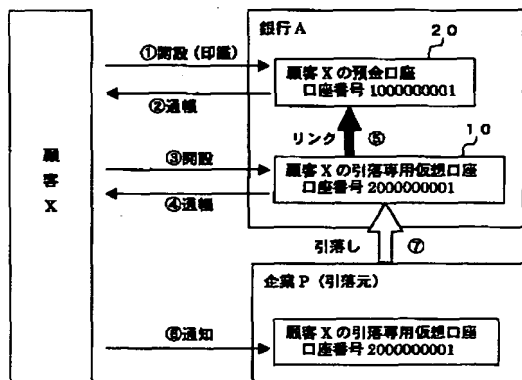 銀行A
20
①開設(印鑑)
顧客Xの預金口座
口座番号 1000000001
②通帳
リンク ⑤
10
顧客X
③開設
顧客Xの引落専用仮想口座
口座番号 2000000001
④通帳
引落し ⑦
企業P(引落元)
⑥通知
顧客Xの引落専用仮想口座
口座番号 2000000001